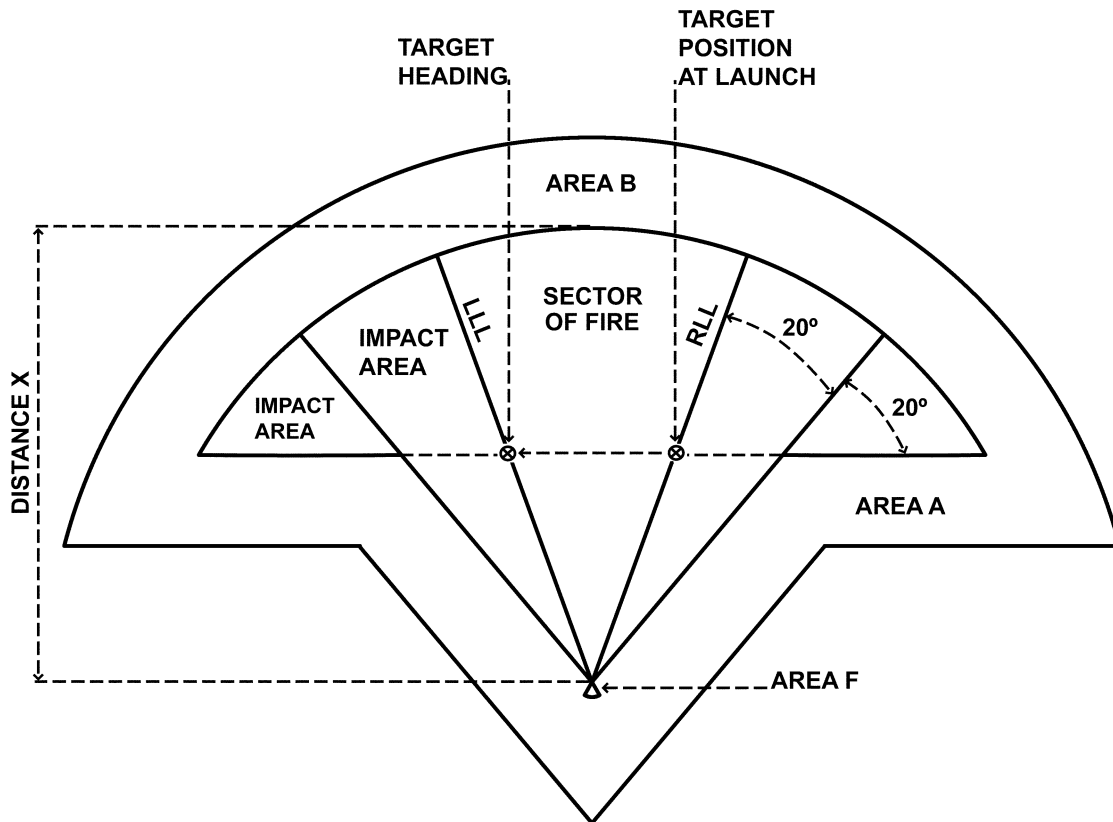 TARGET
HEADING
TARGET
POSITION
AT LAUNCH
AREA B
SECTOR
OF FIRE
LLL
RLL
20º
IMPACT
AREA
IMPACT
AREA
20º
DISTANCE X
AREA A
AREA F